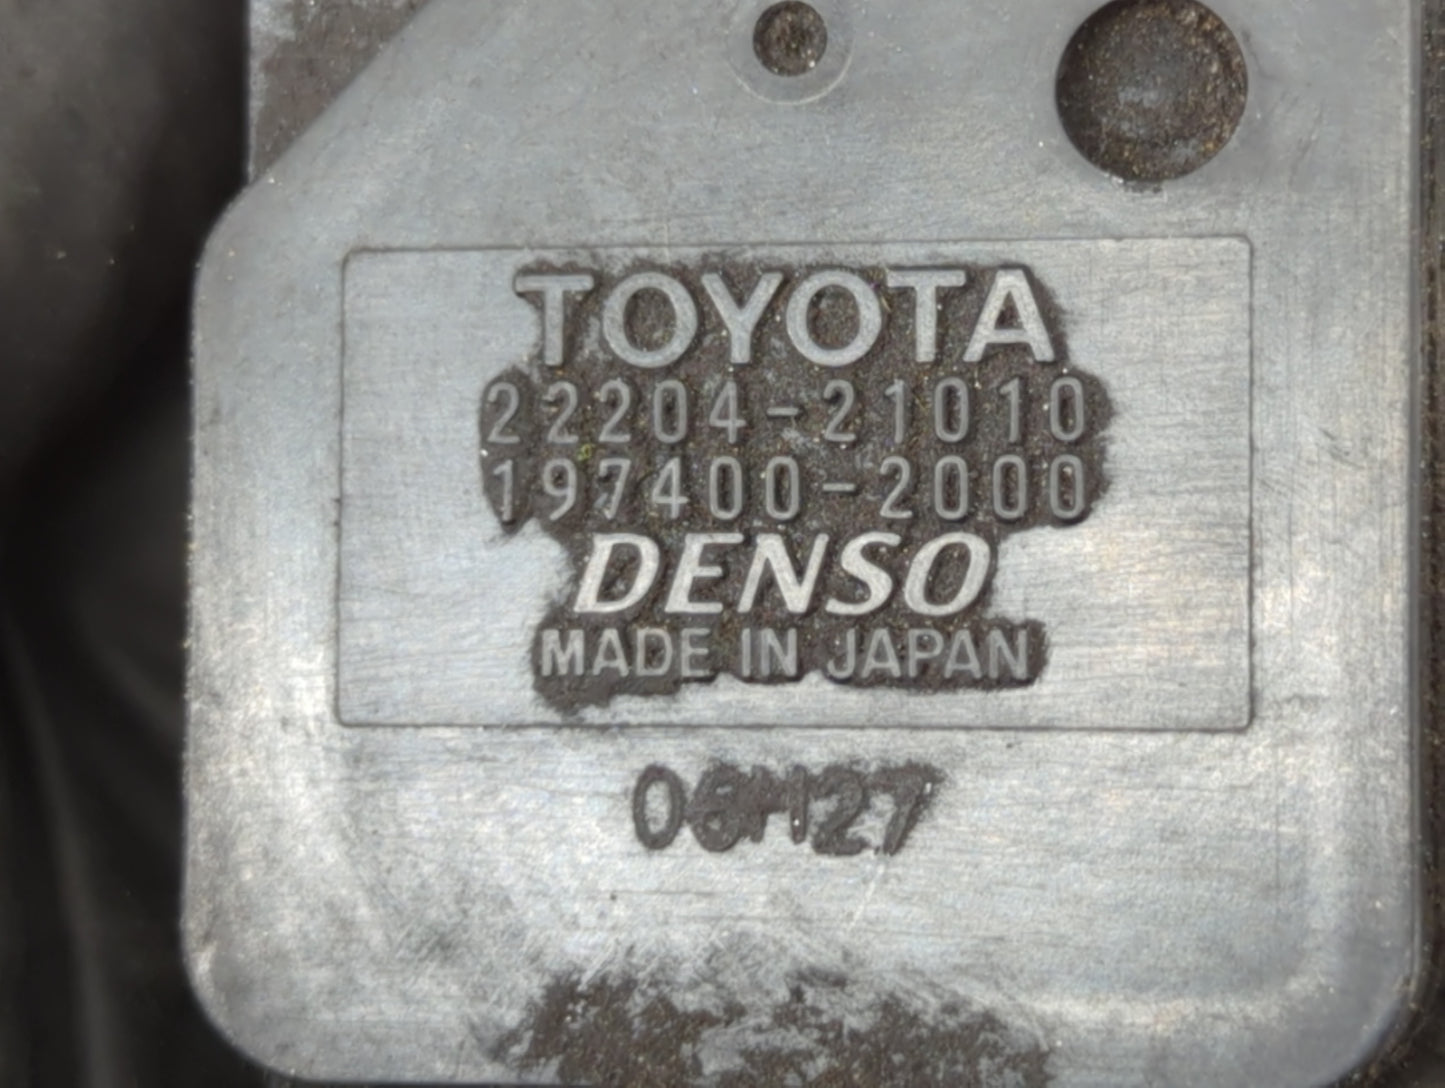 TOYOTA
22204-21010
197400-2000
DENSO
MADE IN JAPAN